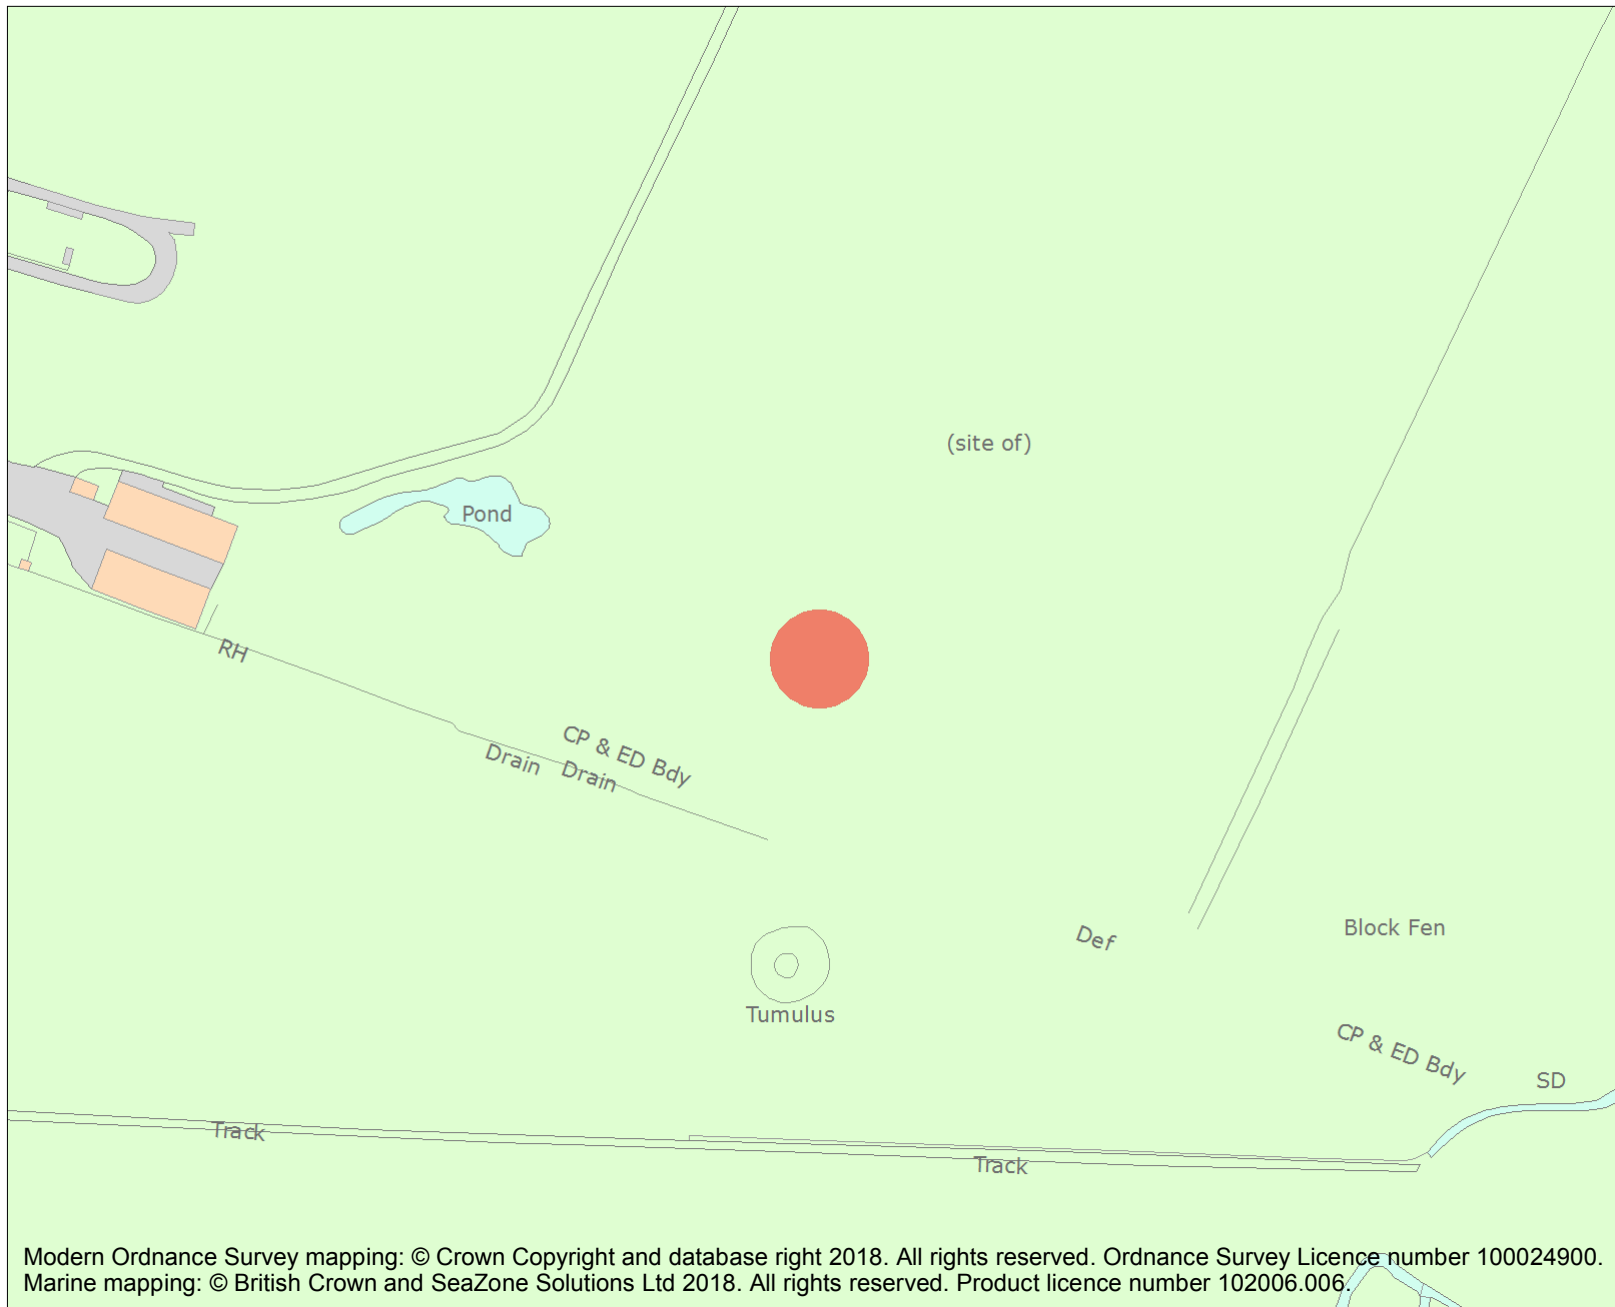 (site of)
Pond
RH
CP & ED Bdy
Drain Drain
Def
Block Fen
Tumulus
CP & ED Bdy
SD
Track
Track
Modern Ordnance Survey mapping: © Crown Copyright and database right 2018. All rights reserved. Ordnance Survey Licence number 100024900.
Marine mapping: © British Crown and SeaZone Solutions Ltd 2018. All rights reserved. Product licence number 102006.006.